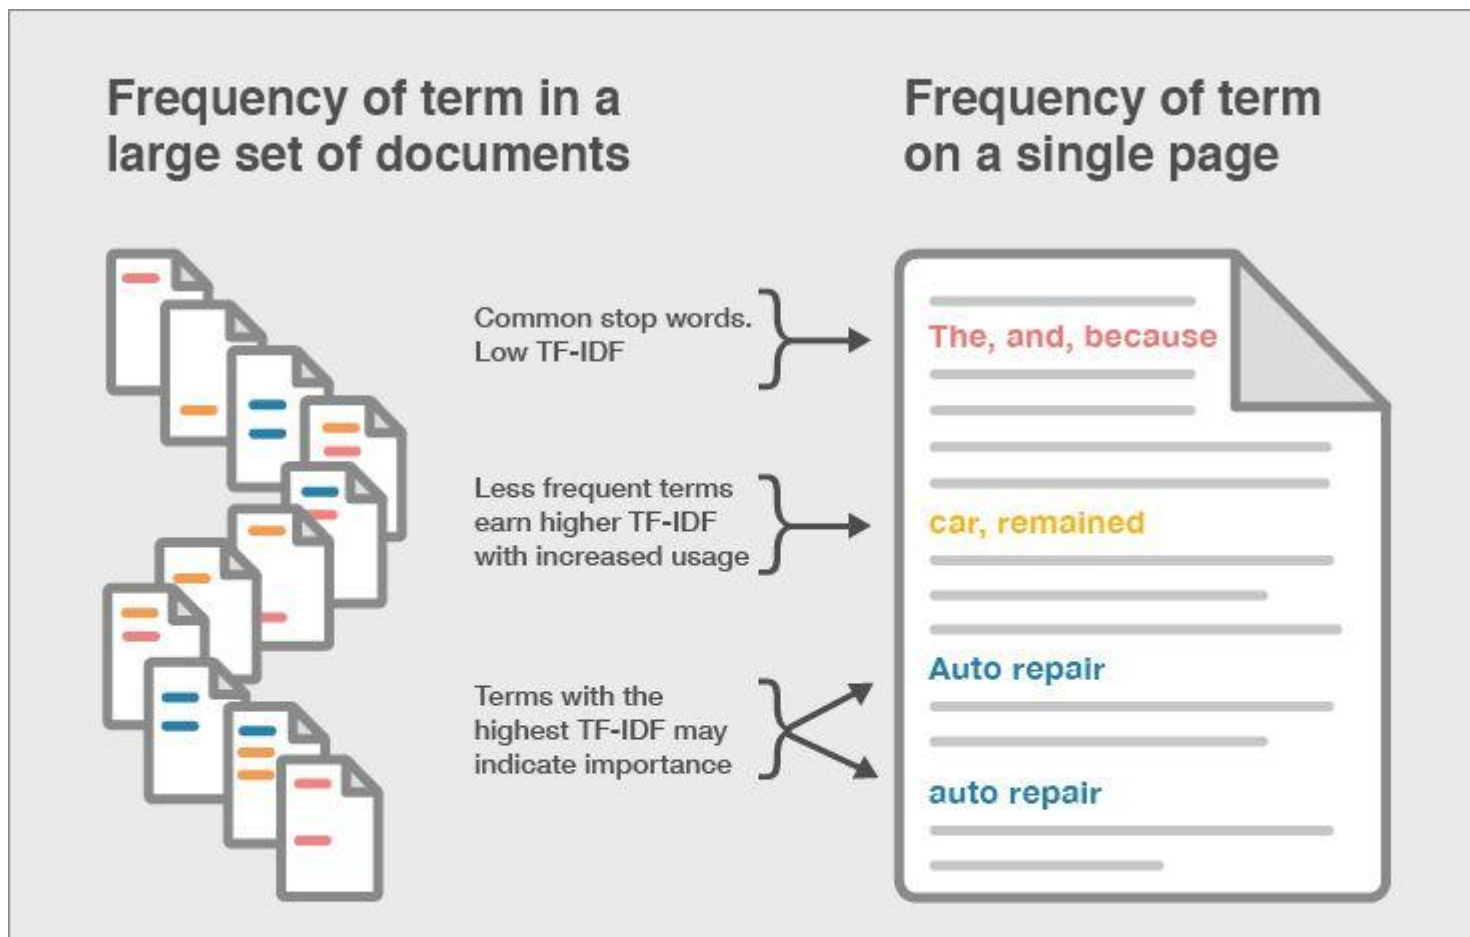 Frequency of term in a
large set of documents
Frequency of term
on a single page
Common stop words.
Low TF-IDF
The, and, because
Less frequent terms
earn higher TF-IDF
with increased usage
car, remained
Terms with the
highest TF-IDF may
indicate importance
Auto repair
auto repair